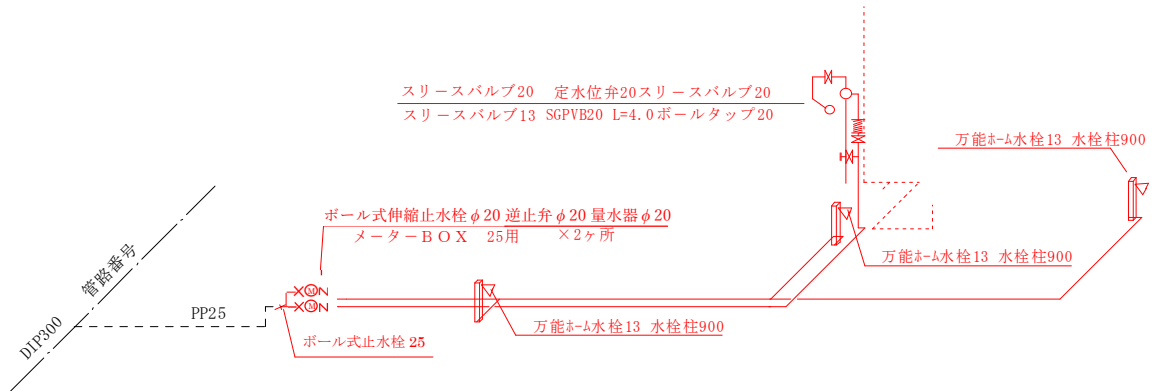 スリ－スバルブ20 定水位弁20スリ－スバルブ20
スリ－スバルブ13 SGPVB20 L=4.0ボールタップ20
万能ﾎｰﾑ水栓13 水栓柱900
ボール式伸縮止水栓φ20 逆止弁φ20 量水器φ20
メーターＢＯＸ 25用 ×2ヶ所
万能ﾎｰﾑ水栓13 水栓柱900
管路番号
DIP300
PP25
M
M
万能ﾎｰﾑ水栓13 水栓柱900
ボール式止水栓 25